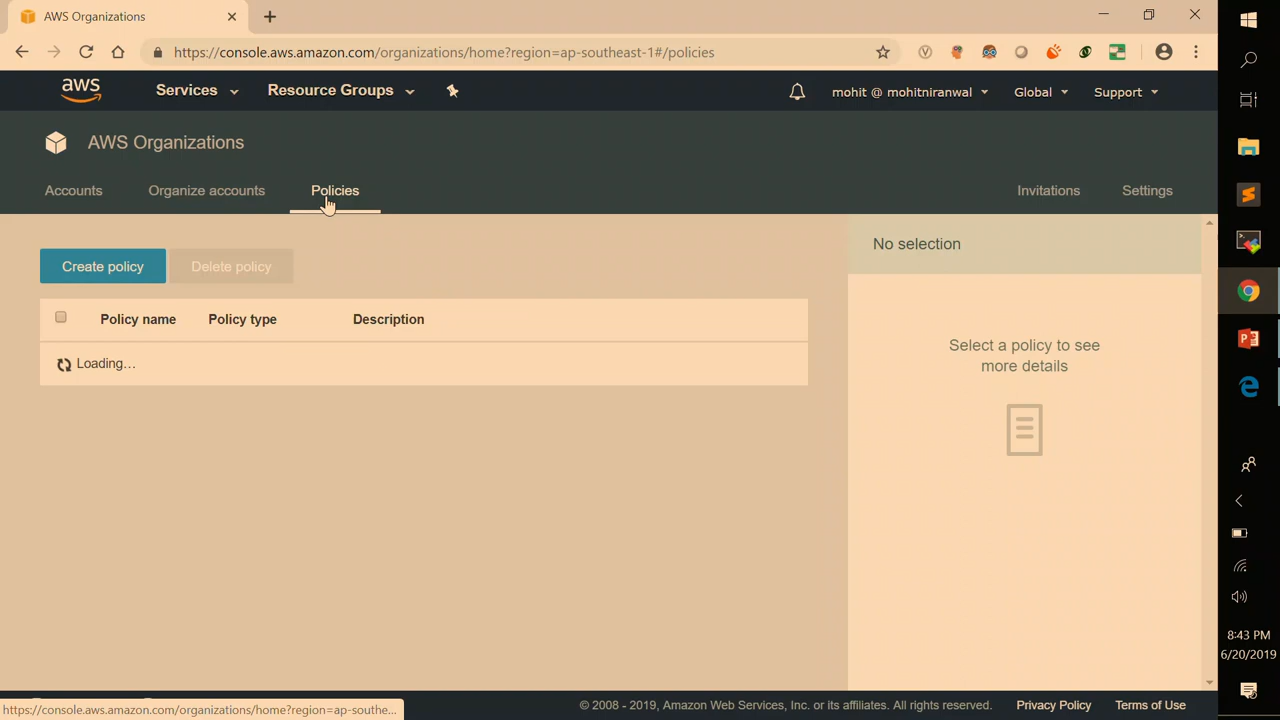 AWS Organizations
https://console.aws.amazon.com/organizations/home?region=ap-southeast-1#/policies
aws
Services
Resource Groups
mohit @ mohitniranwal
Global
Support
AWS Organizations
Accounts
Organize accounts
Policies
Invitations
Settings
Create policy
Delete policy
No selection
Policy name
Policy type
Description
Loading…
Select a policy to see
more details
8:43 PM
6/20/2019
https://console.aws.amazon.com/organizations/home?region=ap-southe...
© 2008 - 2019, Amazon Web Services, Inc. or its affiliates. All rights reserved.
Privacy Policy
Terms of Use